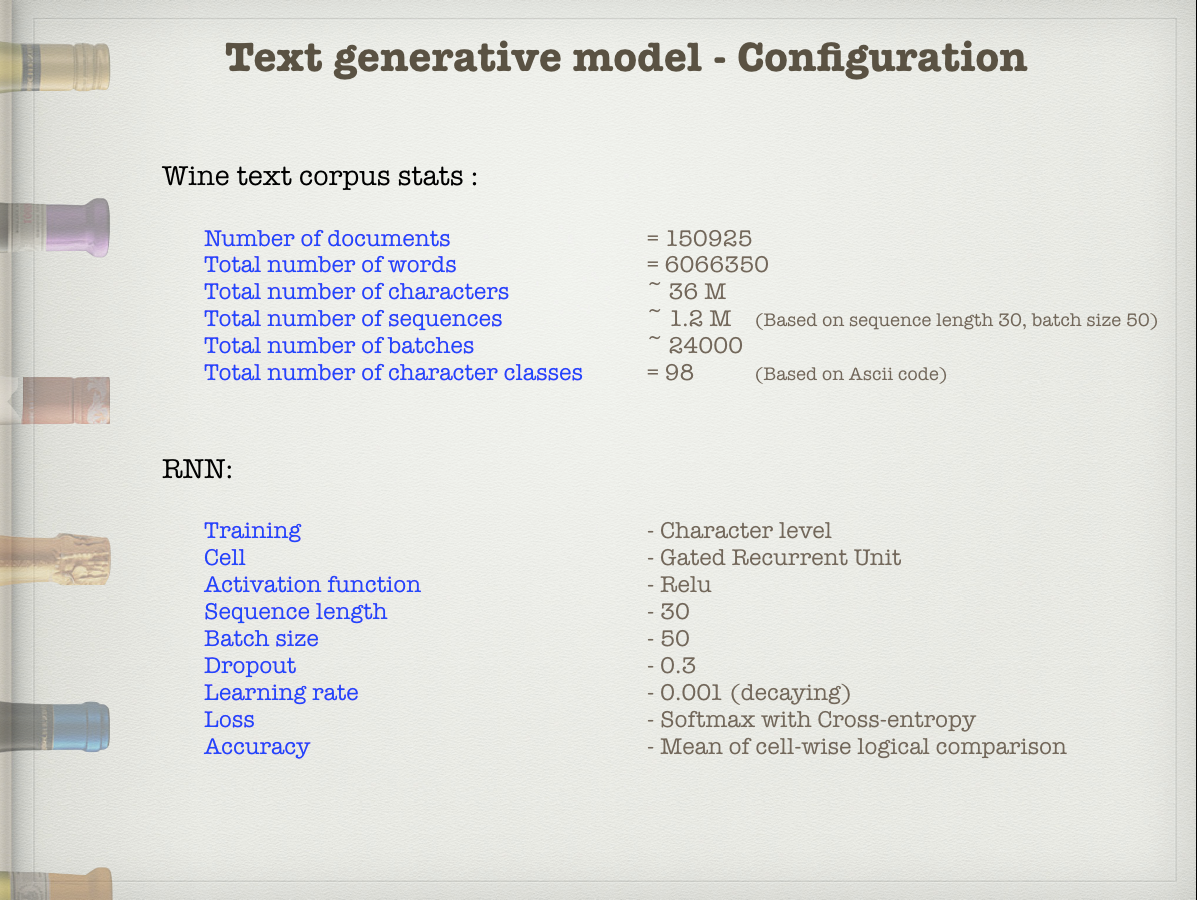 Text generative model - Configuration
Wine text corpus stats :
Number of documents = 150925
Total number of words = 6066350
Total number of characters ~ 36 M
Total number of sequences ~ 1.2 M (Based on sequence length 30, batch size 50)
Total number of batches ~ 24000
Total number of character classes = 98 (Based on Ascii code)
RNN:
Training - Character level
Cell - Gated Recurrent Unit
Activation function - Relu
Sequence length - 30
Batch size - 50
Dropout - 0.3
Learning rate - 0.001 (decaying)
Loss - Softmax with Cross-entropy
Accuracy - Mean of cell-wise logical comparison